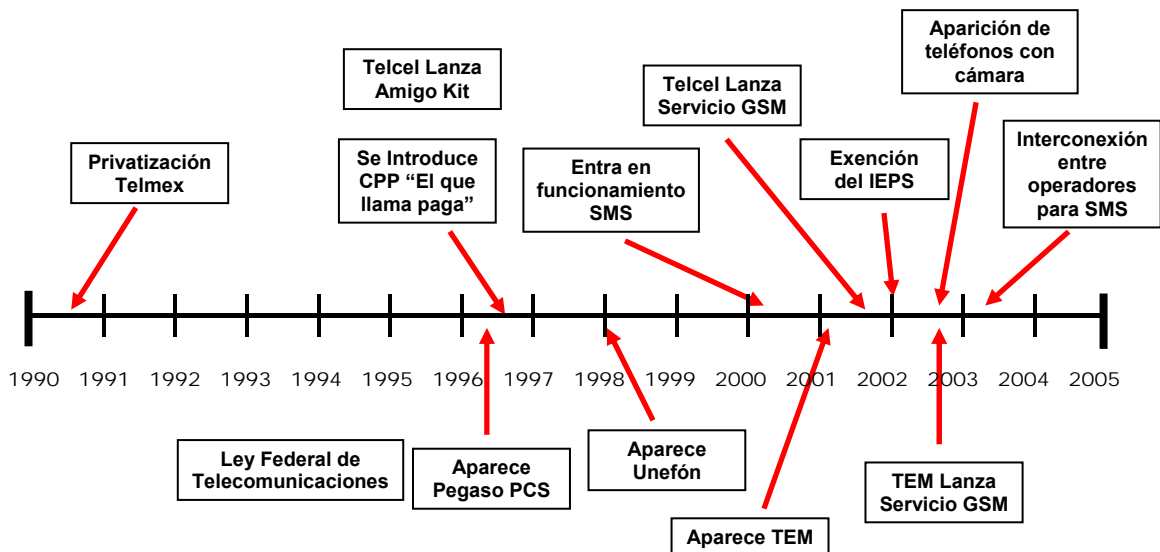 Aparición de
teléfonos con
cámara
Telcel Lanza
Amigo Kit
Telcel Lanza
Servicio GSM
Privatización
Telmex
Se Introduce
CPP “El que
llama paga”
Entra en
funcionamiento
SMS
Exención
del IEPS
Interconexión
entre
operadores
para SMS
1990 1991 1992 1993 1994 1995 1996 1997 1998 1999 2000 2001 2002 2003 2004 2005
Ley Federal de
Telecomunicaciones
Aparece
Pegaso PCS
Aparece
Unefón
Aparece TEM
TEM Lanza
Servicio GSM